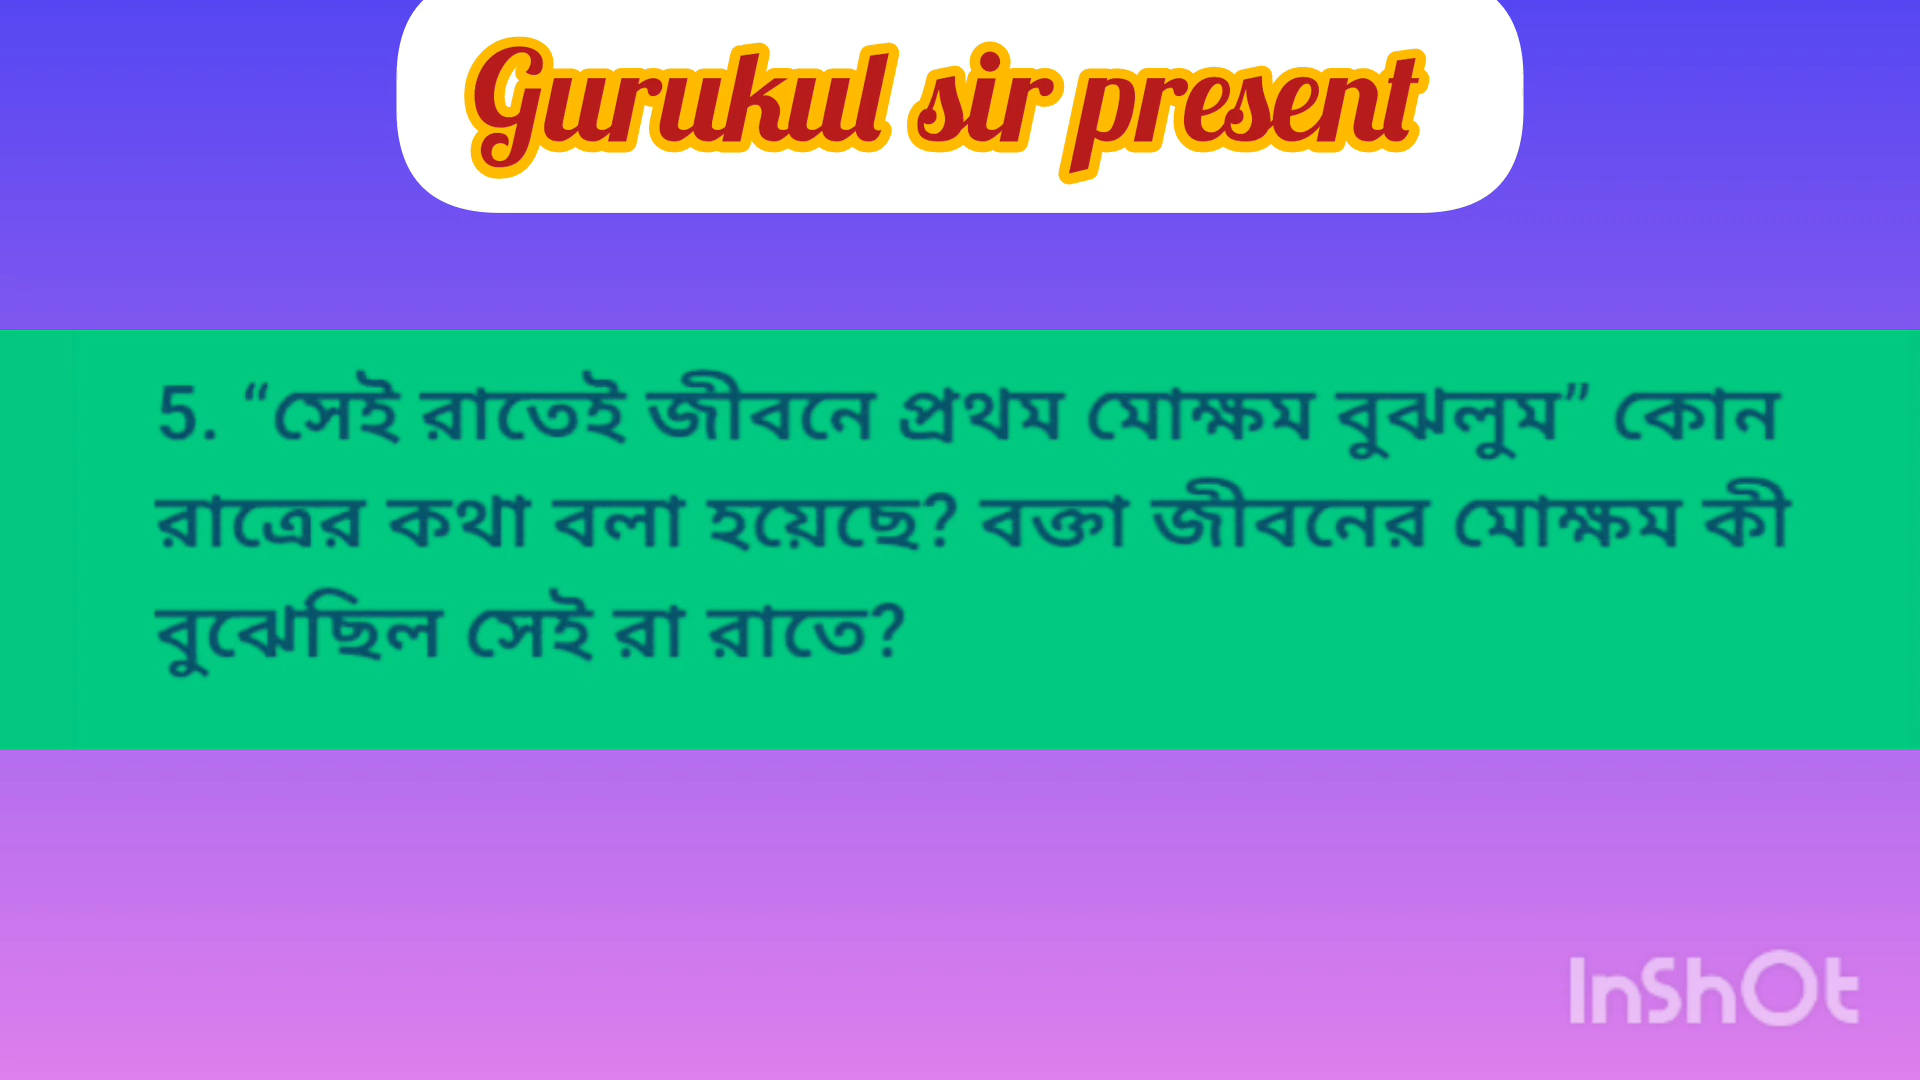 Gurukul sir present
5. “সেই রাতেই জীবনে প্রথম মোক্ষম বুঝলুম” কোন
রাত্রের কথা বলা হয়েছে? বক্তা জীবনের মোক্ষম কী
বুঝেছিল সেই রা রাতে?
InShOt